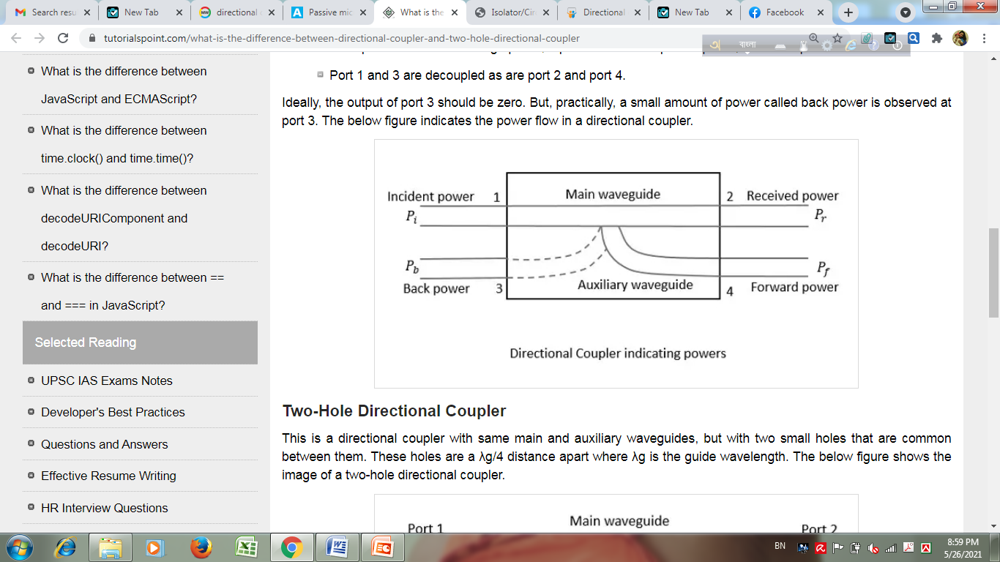 Search resu
New Tab
directional
Passive mic
What is the
Isolator/Cir
Directional
New Tab
Facebook
tutorialspoint.com/what-is-the-difference-between-directional-coupler-and-two-hole-directional-coupler
বাংলা
What is the difference between
JavaScript and ECMAScript?
What is the difference between
time.clock() and time.time()?
What is the difference between
decodeURIComponent and
decodeURI?
What is the difference between ==
and === in JavaScript?
Selected Reading
UPSC IAS Exams Notes
Developer's Best Practices
Questions and Answers
Effective Resume Writing
HR Interview Questions
Port 1 and 3 are decoupled as are port 2 and port 4.
Ideally, the output of port 3 should be zero. But, practically, a small amount of power called back power is observed at
port 3. The below figure indicates the power flow in a directional coupler.
Incident power 1 Main waveguide 2 Received power
Pi Pr
Pb Pf
Back power 3 Auxiliary waveguide 4 Forward power
Directional Coupler indicating powers
Two-Hole Directional Coupler
This is a directional coupler with same main and auxiliary waveguides, but with two small holes that are common
between them. These holes are a λg/4 distance apart where λg is the guide wavelength. The below figure shows the
image of a two-hole directional coupler.
Port 1 Main waveguide Port 2
BN
8:59 PM
5/26/2021